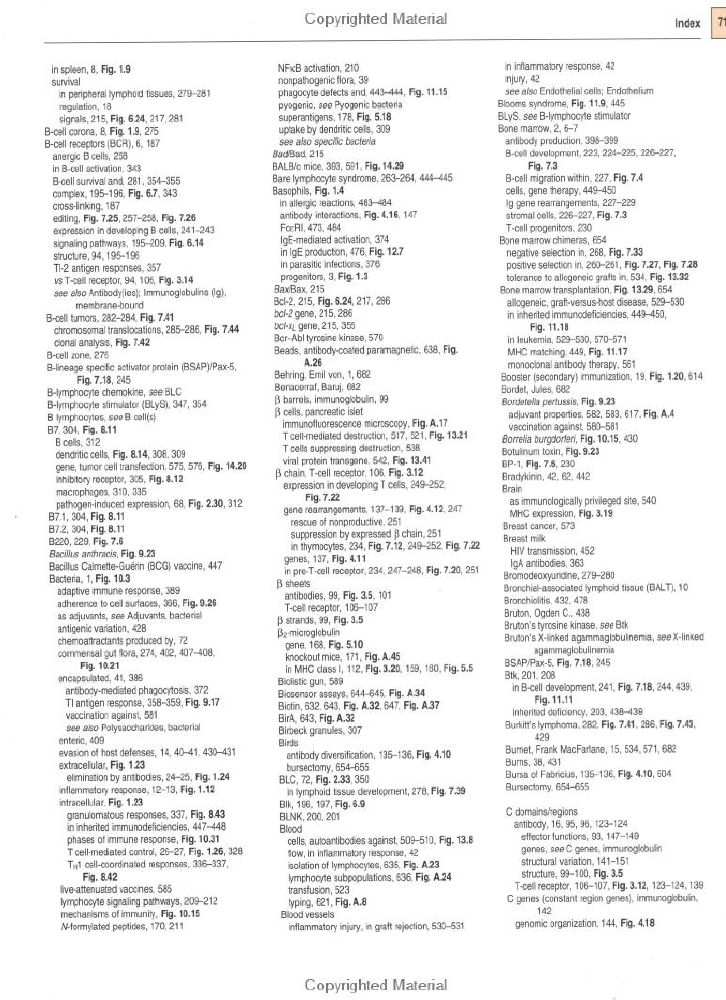 Copyrighted Material
Index
71
in spleen, 8, Fig. 1.9
survival
in peripheral lymphoid tissues, 279–281
regulation, 18
signals, 215, Fig. 6.24, 217, 281
B-cell corona, 8, Fig. 1.9, 275
B-cell receptors (BCR), 6, 187
anergic B cells, 258
in B-cell activation, 343
B-cell survival and, 281, 354–355
complex, 195–196, Fig. 6.7, 343
cross-linking, 187
editing, Fig. 7.25, 257–258, Fig. 7.26
expression in developing B cells, 241–243
signaling pathways, 195–209, Fig. 6.14
structure, 94, 195–196
TI-2 antigen responses, 357
vs T-cell receptor, 94, 106, Fig. 3.14
see also Antibody(ies); Immunoglobulins (Ig),
membrane-bound
B-cell tumors, 282–284, Fig. 7.41
chromosomal translocations, 285–286, Fig. 7.44
clonal analysis, Fig. 7.42
B-cell zone, 276
B-lineage specific activator protein (BSAP)/Pax-5,
Fig. 7.18, 245
B-lymphocyte chemokine, see BLC
B-lymphocyte stimulator (BLyS), 347, 354
B lymphocytes, see B cell(s)
B7, 304, Fig. 8.11
B cells, 312
dendritic cells, Fig. 8.14, 308, 309
gene, tumor cell transfection, 575, 576, Fig. 14.20
inhibitory receptor, 305, Fig. 8.12
macrophages, 310, 335
pathogen-induced expression, 68, Fig. 2.30, 312
B7.1, 304, Fig. 8.11
B7.2, 304, Fig. 8.11
B220, 229, Fig. 7.6
Bacillus anthracis, Fig. 9.23
Bacillus Calmette-Guérin (BCG) vaccine, 447
Bacteria, 1, Fig. 10.3
adaptive immune response, 389
adherence to cell surfaces, 366, Fig. 9.26
as adjuvants, see Adjuvants, bacterial
antigenic variation, 428
chemoattractants produced by, 72
commensal gut flora, 274, 402, 407–408,
Fig. 10.21
encapsulated, 41, 386
antibody-mediated phagocytosis, 372
TI antigen response, 358–359, Fig. 9.17
vaccination against, 581
see also Polysaccharides, bacterial
enteric, 409
evasion of host defenses, 14, 40–41, 430–431
extracellular, Fig. 1.23
elimination by antibodies, 24–25, Fig. 1.24
inflammatory response, 12–13, Fig. 1.12
intracellular, Fig. 1.23
granulomatous responses, 337, Fig. 8.43
in inherited immunodeficiencies, 447–448
phases of immune response, Fig. 10.31
T cell-mediated control, 26–27, Fig. 1.26, 328
TH1 cell-coordinated responses, 336–337,
Fig. 8.42
live-attenuated vaccines, 585
lymphocyte signaling pathways, 209–212
mechanisms of immunity, Fig. 10.15
N-formylated peptides, 170, 211
NFκB activation, 210
nonpathogenic flora, 39
phagocyte defects and, 443–444, Fig. 11.15
pyogenic, see Pyogenic bacteria
superantigens, 178, Fig. 5.18
uptake by dendritic cells, 309
see also specific bacteria
Bad/Bad, 215
BALB/c mice, 393, 591, Fig. 14.29
Bare lymphocyte syndrome, 263–264, 444–445
Basophils, Fig. 1.4
in allergic reactions, 483–484
antibody interactions, Fig. 4.16, 147
FcεRI, 473, 484
IgE-mediated activation, 374
in IgE production, 476, Fig. 12.7
in parasitic infections, 376
progenitors, 3, Fig. 1.3
Bax/Bax, 215
Bcl-2, 215, Fig. 6.24, 217, 286
bcl-2 gene, 215, 286
bcl-xL gene, 215, 355
Bcr–Abl tyrosine kinase, 570
Beads, antibody-coated paramagnetic, 638, Fig.
A.26
Behring, Emil von, 1, 682
Benacerraf, Baruj, 682
β barrels, immunoglobulin, 99
β cells, pancreatic islet
immunofluorescence microscopy, Fig. A.17
T cell-mediated destruction, 517, 521, Fig. 13.21
T cells suppressing destruction, 538
viral protein transgene, 542, Fig. 13.41
β chain, T-cell receptor, 106, Fig. 3.12
expression in developing T cells, 249–252,
Fig. 7.22
gene rearrangements, 137–139, Fig. 4.12, 247
rescue of nonproductive, 251
suppression by expressed β chain, 251
in thymocytes, 234, Fig. 7.12, 249–252, Fig. 7.22
genes, 137, Fig. 4.11
in pre-T-cell receptor, 234, 247–248, Fig. 7.20, 251
β sheets
antibodies, 99, Fig. 3.5, 101
T-cell receptor, 106–107
β strands, 99, Fig. 3.5
β2-microglobulin
gene, 168, Fig. 5.10
knockout mice, 171, Fig. A.45
in MHC class I, 112, Fig. 3.20, 159, 160, Fig. 5.5
Biolistic gun, 589
Biosensor assays, 644–645, Fig. A.34
Biotin, 632, 643, Fig. A.32, 647, Fig. A.37
BirA, 643, Fig. A.32
Birbeck granules, 307
Birds
antibody diversification, 135–136, Fig. 4.10
bursectomy, 654–655
BLC, 72, Fig. 2.33, 350
in lymphoid tissue development, 278, Fig. 7.39
Blk, 196, 197, Fig. 6.9
BLNK, 200, 201
Blood
cells, autoantibodies against, 509–510, Fig. 13.8
flow, in inflammatory response, 42
isolation of lymphocytes, 635, Fig. A.23
lymphocyte subpopulations, 636, Fig. A.24
transfusion, 523
typing, 621, Fig. A.8
Blood vessels
inflammatory injury, in graft rejection, 530–531
in inflammatory response, 42
injury, 42
see also Endothelial cells; Endothelium
Blooms syndrome, Fig. 11.9, 445
BLyS, see B-lymphocyte stimulator
Bone marrow, 2, 6–7
antibody production, 398–399
B-cell development, 223, 224–225, 226–227,
Fig. 7.3
B-cell migration within, 227, Fig. 7.4
cells, gene therapy, 449–450
Ig gene rearrangements, 227–229
stromal cells, 226–227, Fig. 7.3
T-cell progenitors, 230
Bone marrow chimeras, 654
negative selection in, 268, Fig. 7.33
positive selection in, 260–261, Fig. 7.27, Fig. 7.28
tolerance to allogeneic grafts in, 534, Fig. 13.32
Bone marrow transplantation, Fig. 13.29, 654
allogeneic, graft-versus-host disease, 529–530
in inherited immunodeficiencies, 449–450,
Fig. 11.18
in leukemia, 529–530, 570–571
MHC matching, 449, Fig. 11.17
monoclonal antibody therapy, 561
Booster (secondary) immunization, 19, Fig. 1.20, 614
Bordet, Jules, 682
Bordetella pertussis, Fig. 9.23
adjuvant properties, 582, 583, 617, Fig. A.4
vaccination against, 580–581
Borrelia burgdorferi, Fig. 10.15, 430
Botulinum toxin, Fig. 9.23
BP-1, Fig. 7.6, 230
Bradykinin, 42, 62, 442
Brain
as immunologically privileged site, 540
MHC expression, Fig. 3.19
Breast cancer, 573
Breast milk
HIV transmission, 452
IgA antibodies, 363
Bromodeoxyuridine, 279–280
Bronchial-associated lymphoid tissue (BALT), 10
Bronchiolitis, 432, 478
Bruton, Ogden C., 438
Bruton's tyrosine kinase, see Btk
Bruton's X-linked agammaglobulinemia, see X-linked
agammaglobulinemia
BSAP/Pax-5, Fig. 7.18, 245
Btk, 201, 208
in B-cell development, 241, Fig. 7.18, 244, 439,
Fig. 11.11
inherited deficiency, 203, 438–439
Burkitt's lymphoma, 282, Fig. 7.41, 286, Fig. 7.43,
429
Burnet, Frank MacFarlane, 15, 534, 571, 682
Burns, 38, 431
Bursa of Fabricius, 135–136, Fig. 4.10, 604
Bursectomy, 654–655
C domains/regions
antibody, 16, 95, 96, 123–124
effector functions, 93, 147–149
genes, see C genes, immunoglobulin
structural variation, 141–151
structure, 99–100, Fig. 3.5
T-cell receptor, 106–107, Fig. 3.12, 123–124, 139
C genes (constant region genes), immunoglobulin,
142
genomic organization, 144, Fig. 4.18
Copyrighted Material